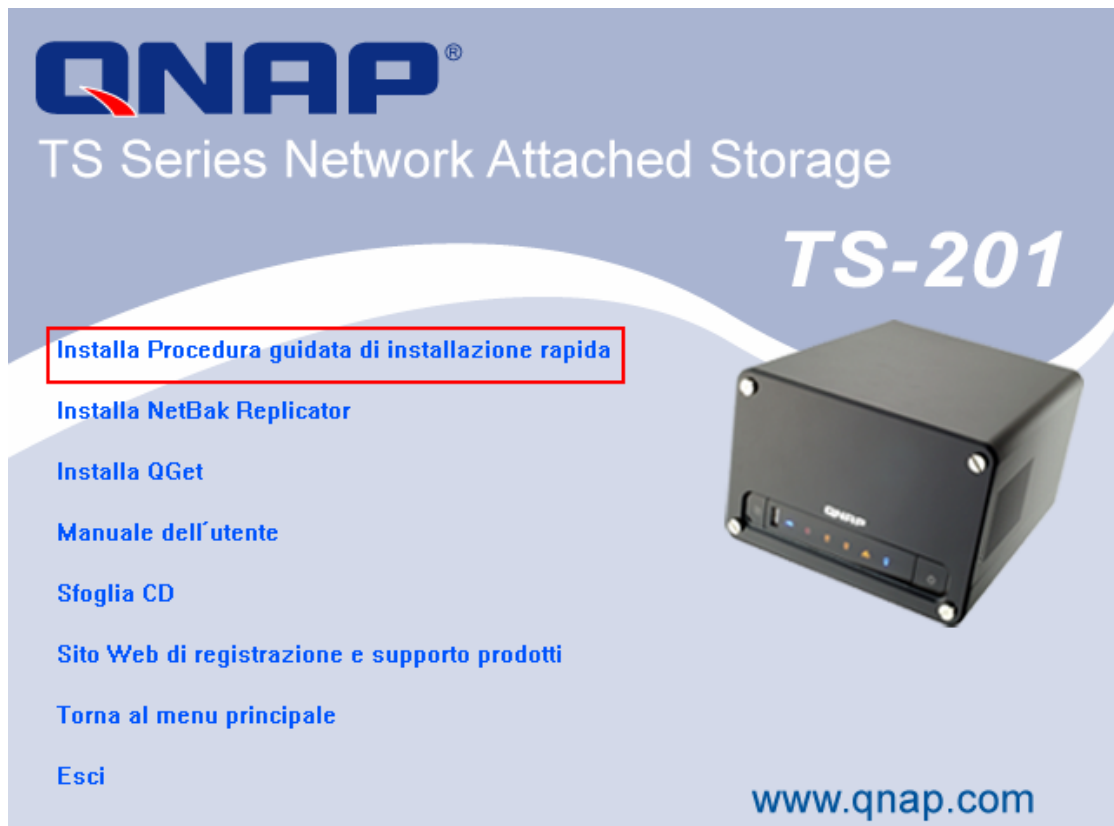 QNAP®
TS Series Network Attached Storage
TS-201
Installa Procedura guidata di installazione rapida
Installa NetBak Replicator
Installa QGet
Manuale dell´utente
Sfoglia CD
Sito Web di registrazione e supporto prodotti
Torna al menu principale
Esci
QNAP
www.qnap.com